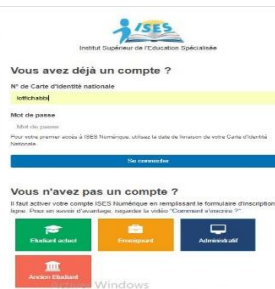 ISES
Institut Supérieur de l'Education Spécialisée
Vous avez déjà un compte ?
N° de Carte d'identité nationale
Mot de passe
Mot de passe
Pour votre premier accès à ISES Numérique, utilisez la date de livraison de votre Carte d'Identité
Nationale.
Se connecter
Vous n'avez pas un compte ?
Il faut activer votre compte ISES Numérique en remplissant le formulaire d'inscription
ligne. Pour en savoir d'avantage, regarder la vidéo "Comment s'inscrire ?"
Etudiant actuel
Enseignant
Administratif
Ancien Etudiant
Windows